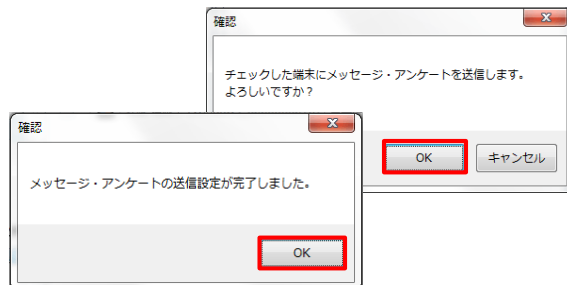 確認
チェックした端末にメッセージ・アンケートを送信します。
よろしいですか？
OK
キャンセル
確認
メッセージ・アンケートの送信設定が完了しました。
OK